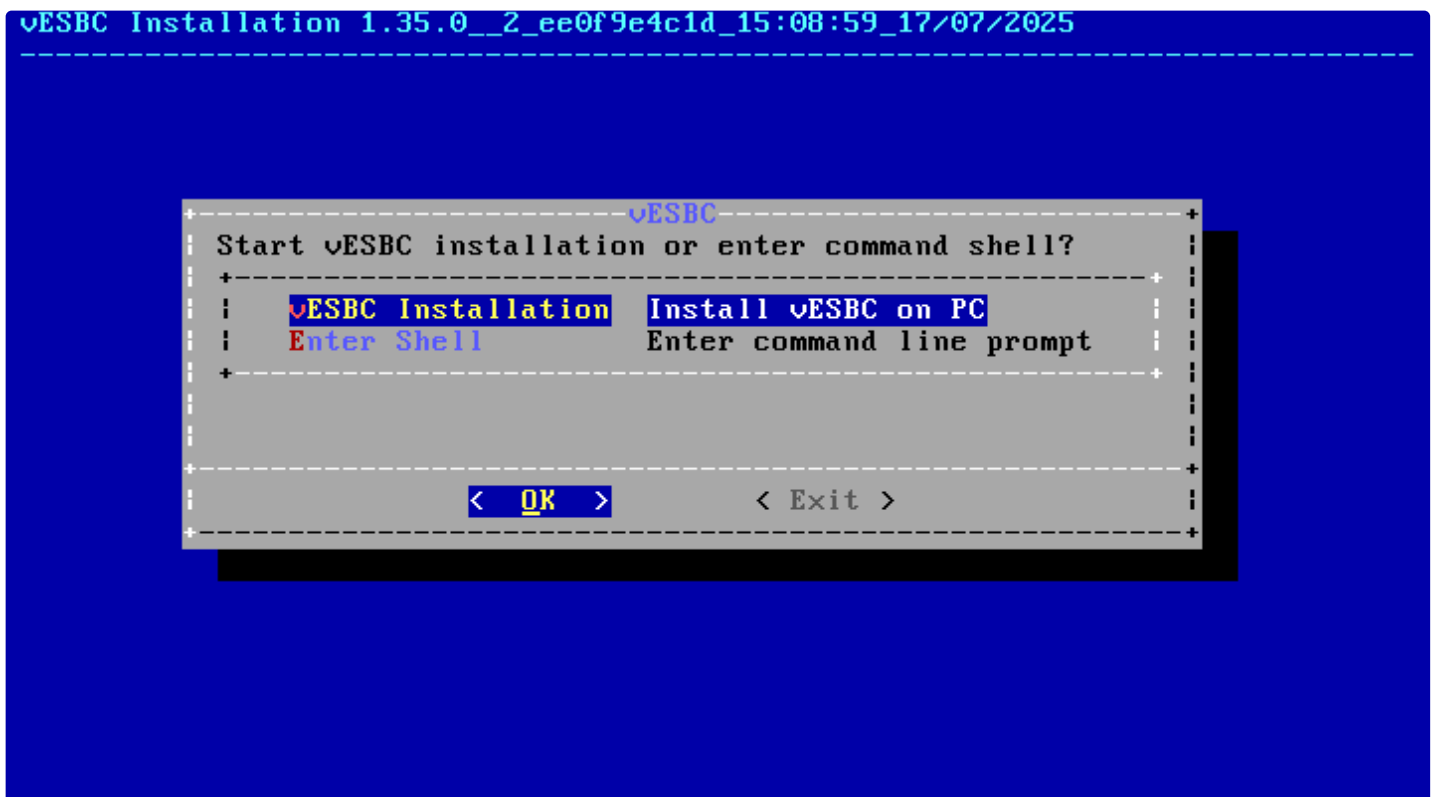 vESBC Installation 1.35.0__2_ee0f9e4c1d_15:08:59_17/07/2025
vESBC
Start vESBC installation or enter command shell?
vESBC Installation Install vESBC on PC
Enter Shell Enter command line prompt
< OK > < Exit >